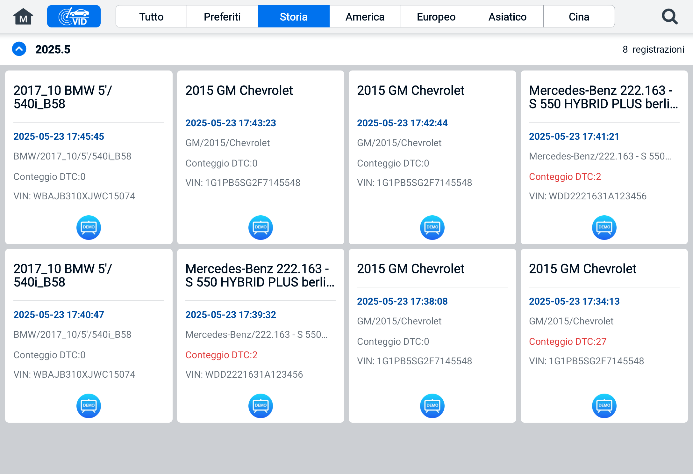 M
VID
Tutto
Preferiti
Storia
America
Europeo
Asiatico
Cina
2025.5
8 registrazioni
2017_10 BMW 5'/
540i_B58
2025-05-23 17:45:45
BMW/2017_10/5'/540i_B58
Conteggio DTC:0
VIN: WBAJB310XJWC15074
DEMO
2015 GM Chevrolet
2025-05-23 17:43:23
GM/2015/Chevrolet
Conteggio DTC:0
VIN: 1G1PB5SG2F7145548
DEMO
2015 GM Chevrolet
2025-05-23 17:42:44
GM/2015/Chevrolet
Conteggio DTC:0
VIN: 1G1PB5SG2F7145548
DEMO
Mercedes-Benz 222.163 -
S 550 HYBRID PLUS berli...
2025-05-23 17:41:21
Mercedes-Benz/222.163 - S 550...
Conteggio DTC:2
VIN: WDD2221631A123456
DEMO
2017_10 BMW 5'/
540i_B58
2025-05-23 17:40:47
BMW/2017_10/5'/540i_B58
Conteggio DTC:0
VIN: WBAJB310XJWC15074
DEMO
Mercedes-Benz 222.163 -
S 550 HYBRID PLUS berli...
2025-05-23 17:39:32
Mercedes-Benz/222.163 - S 550...
Conteggio DTC:2
VIN: WDD2221631A123456
DEMO
2015 GM Chevrolet
2025-05-23 17:38:08
GM/2015/Chevrolet
Conteggio DTC:0
VIN: 1G1PB5SG2F7145548
DEMO
2015 GM Chevrolet
2025-05-23 17:34:13
GM/2015/Chevrolet
Conteggio DTC:27
VIN: 1G1PB5SG2F7145548
DEMO